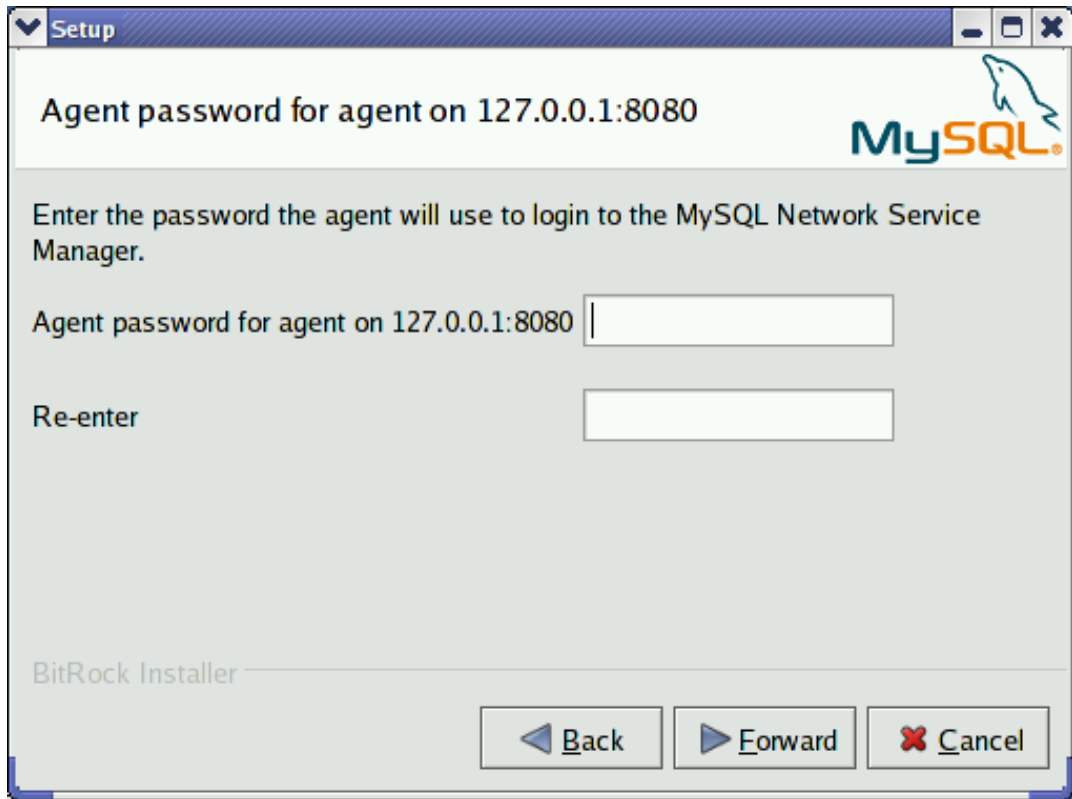 Setup
Agent password for agent on 127.0.0.1:8080
MySQL®
Enter the password the agent will use to login to the MySQL Network Service
Manager.
Agent password for agent on 127.0.0.1:8080
Re-enter
BitRock Installer
Back
Forward
Cancel